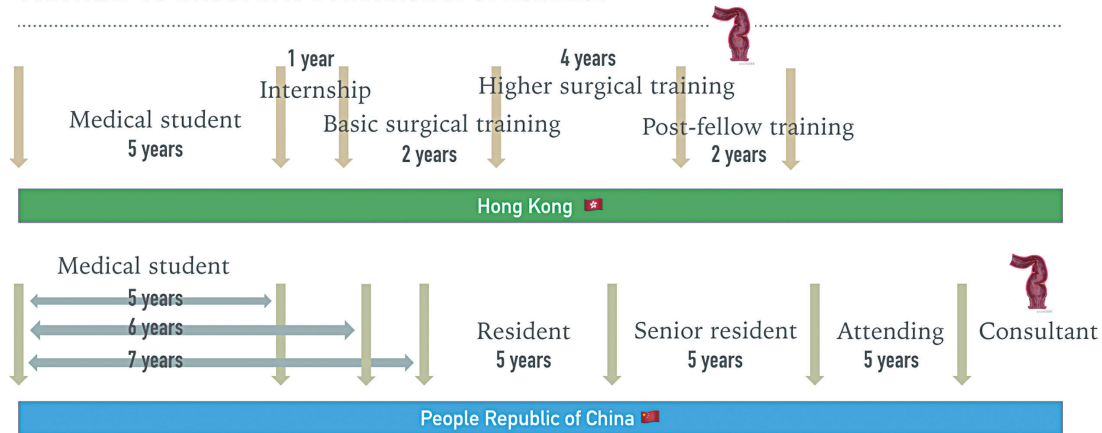 1 year
4 years
Internship
Higher surgical training
Medical student
Basic surgical training
Post-fellow training
5 years
2 years
2 years
Hong Kong
Medical student
5 years
6 years
7 years
Resident
Senior resident
Attending
Consultant
5 years
5 years
5 years
People Republic of China